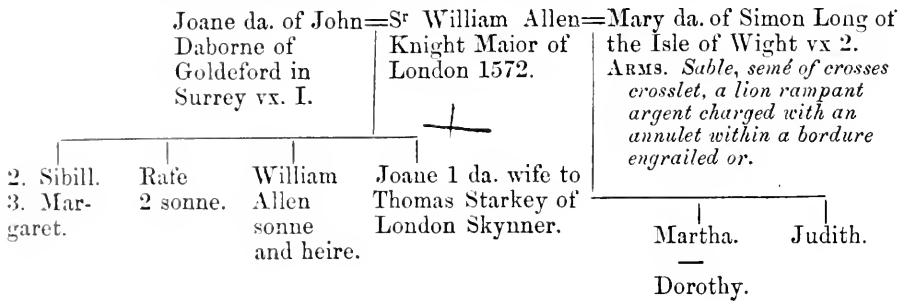 Joane da. of John=Sr William Allen=Mary da. of Simon Long of
Daborne of
Goldeford in
Surrey vx. I.
Knight Maior of
London 1572.
the Isle of Wight vx 2.
ARMS. Sable, semé of crosses
crosslet, a lion rampant
argent charged with an
annulet within a bordure
engrailed or.
2. Sibill.
3. Mar-
garet.
Rafe
2 sonne.
William
Allen
sonne
and heire.
Joane 1 da. wife to
Thomas Starkey of
London Skynner.
Martha.
Dorothy.
Judith.